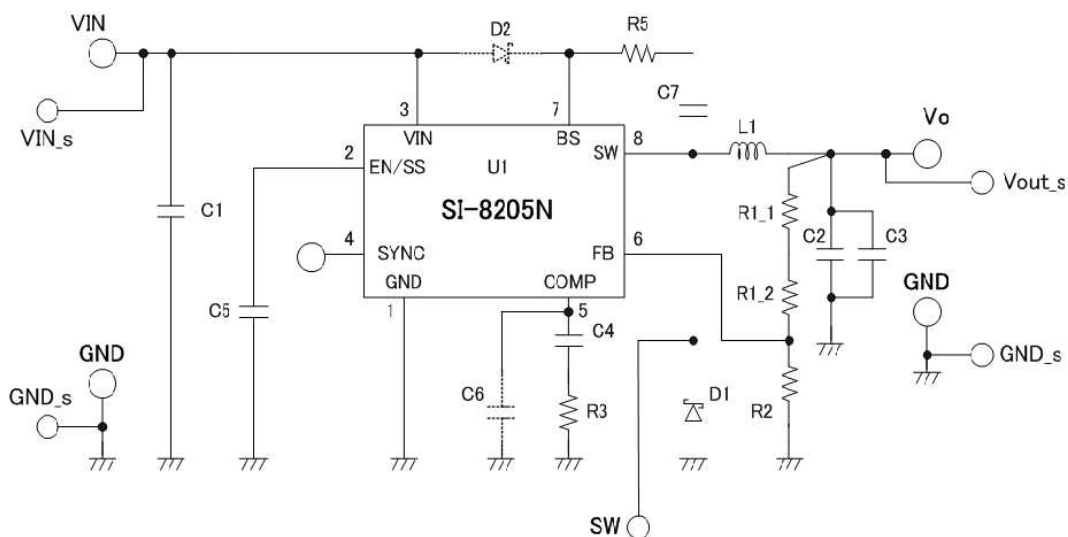 VIN
D2
R5
C7
VIN_s
3
7
L1
Vo
VIN
BS
8
2
SW
EN/SS
U1
Vout_s
SI-8205N
C1
R1_1
C2
C3
4
6
SYNC
FB
GND
COMP
GND
R1_2
C5
1
5
C4
GND
GND_s
GND_s
C6
R3
D1
R2
SW